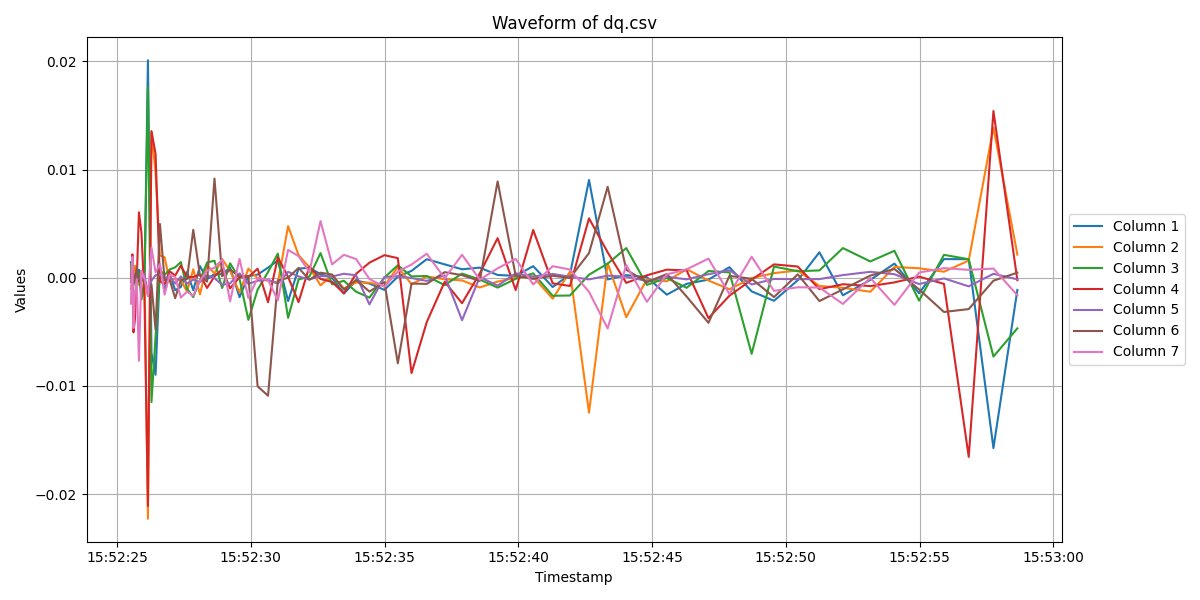 Waveform of dq.csv
Values
0.02
0.01
0.00
−0.01
−0.02
15:52:25
15:52:30
15:52:35
15:52:40
15:52:45
15:52:50
15:52:55
15:53:00
Timestamp
Column 1
Column 2
Column 3
Column 4
Column 5
Column 6
Column 7